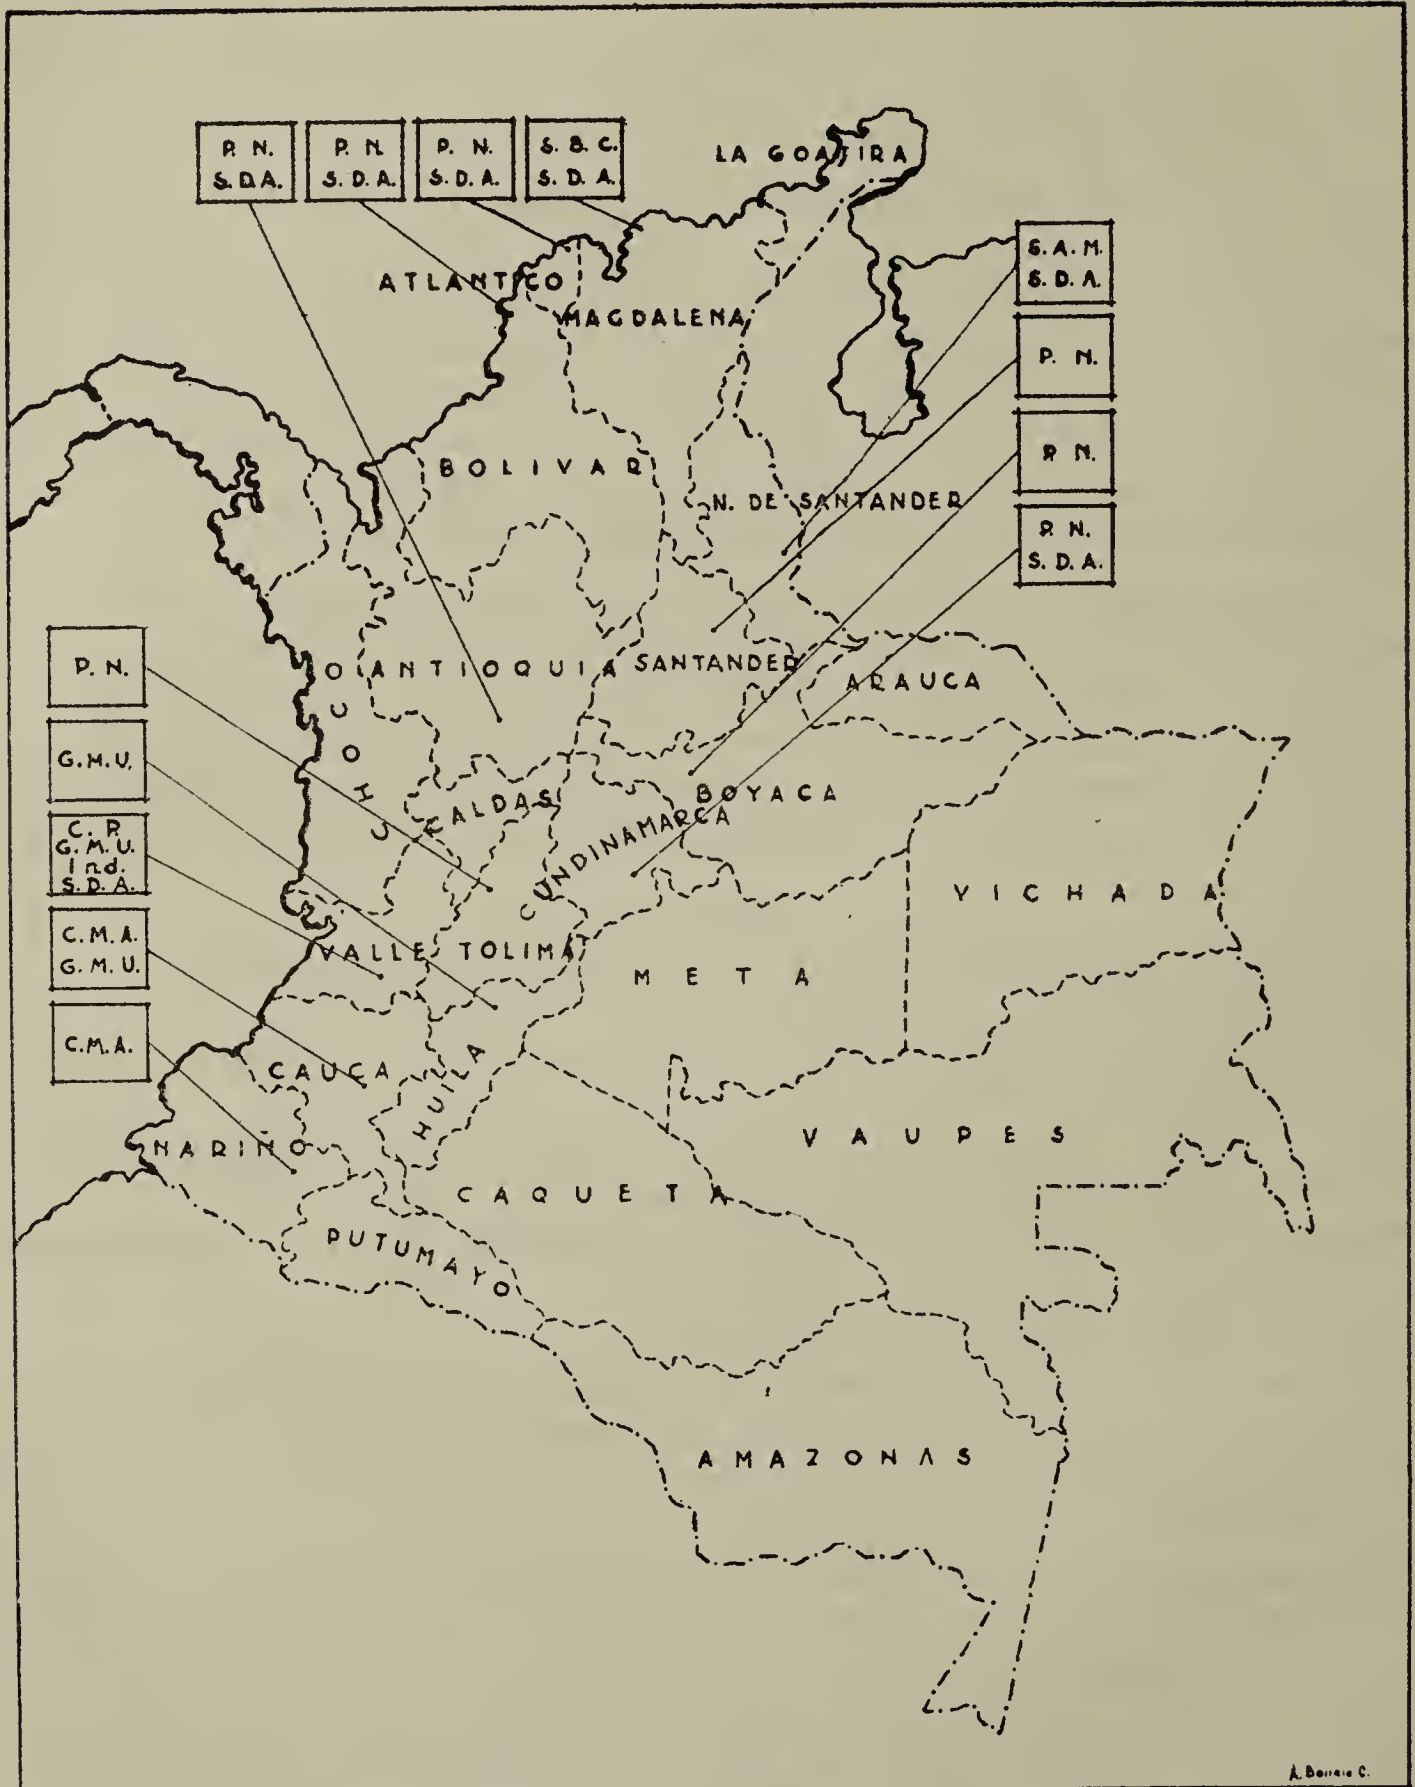 P. N.
S. D. A.
P. N.
S. D. A.
P. N.
S. D. A.
S. B. C.
S. D. A.
LA GOAJIRA
S. A. M.
S. D. A.
ATLANTICO
MAGDALENA
P. N.
P. N.
BOLIVAR
N. DE SANTANDER
P. N.
S. D. A.
P. N.
ANTIOQUIA
SANTANDER
ARAUCA
CHOCO
G. M. U.
CALDAS
BOYACA
CUNDINAMARCA
C. P.
G. M. U.
Ind.
S. D. A.
VICHADA
C. M. A.
G. M. U.
VALLE
TOLIMA
META
C. M. A.
CAUCA
HUILA
NARIÑO
VAUPES
CAQUETA
PUTUMAYO
AMAZONAS